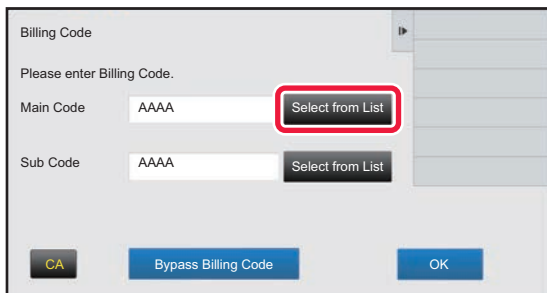 Billing Code
Please enter Billing Code.
Main Code AAAA Select from List
Sub Code AAAA Select from List
CA Bypass Billing Code OK